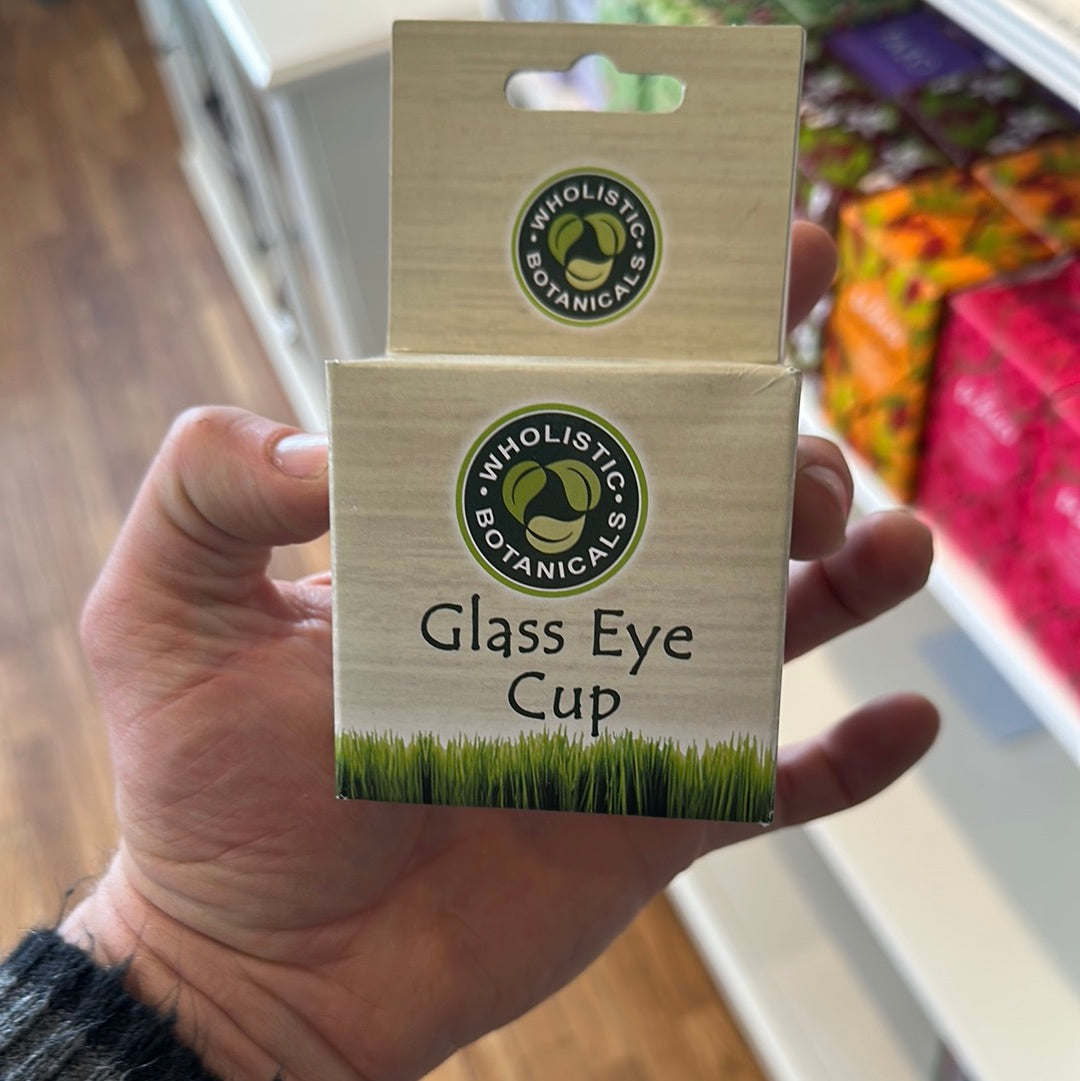 WHOLISTIC
BOTANICALS
WHOLISTIC
BOTANICALS
Glass Eye
Cup